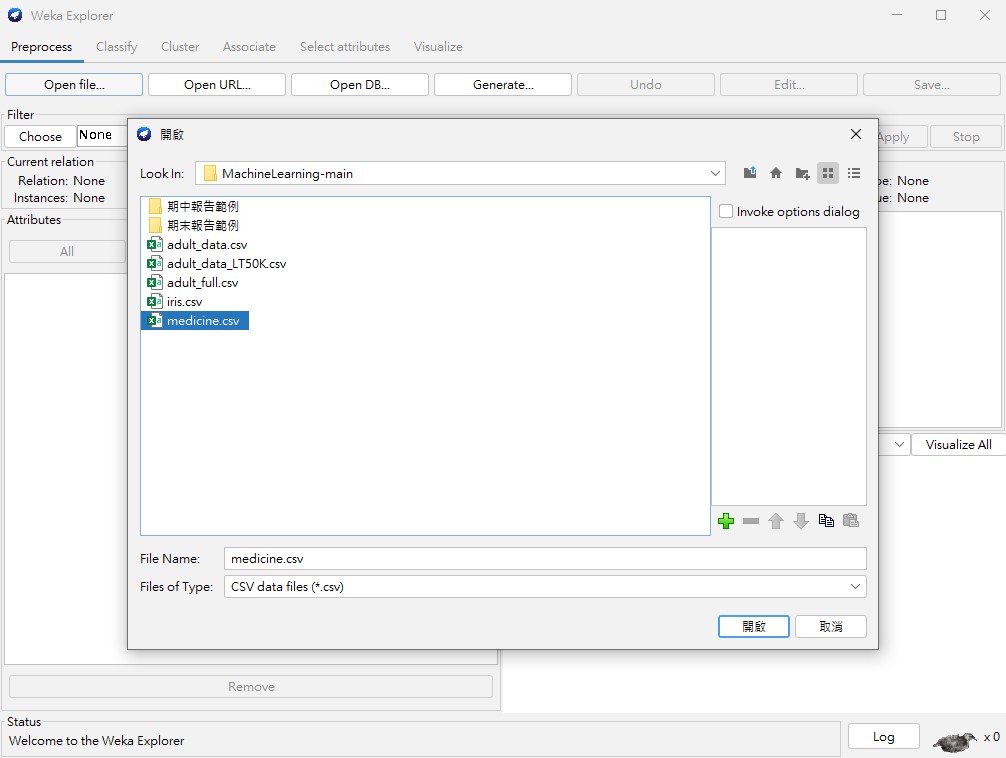 Weka Explorer
Preprocess Classify Cluster Associate Select attributes Visualize
Open file... Open URL... Open DB... Generate... Undo Edit... Save...
Filter
Choose None Apply Stop
Current relation
Relation: None
Instances: None
Attributes
All
開啟
Look In: MachineLearning-main
期中報告範例
期末報告範例
adult_data.csv
adult_data_LT50K.csv
adult_full.csv
iris.csv
medicine.csv
Invoke options dialog
File Name: medicine.csv
Files of Type: CSV data files (*.csv)
開啟 取消
pe: None
ue: None
Visualize All
Remove
Status
Welcome to the Weka Explorer
Log x 0